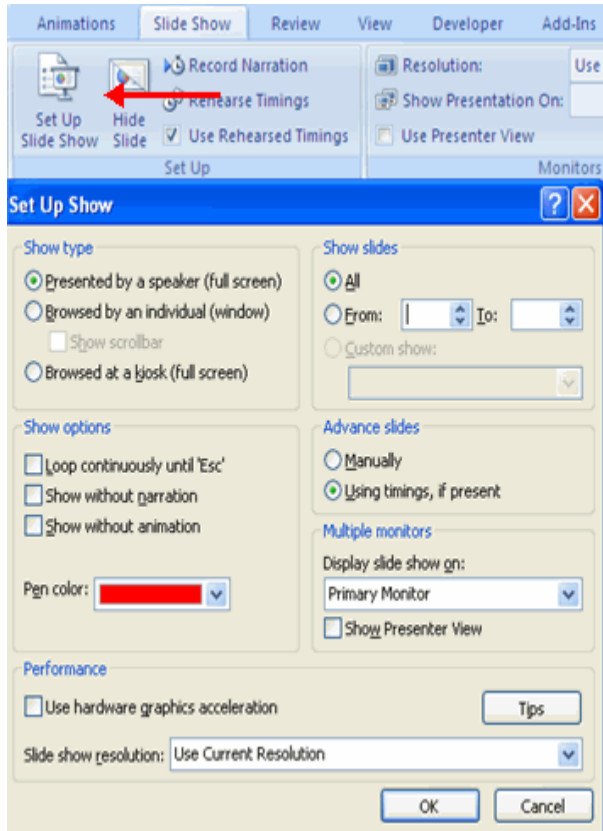 Animations Slide Show Review View Developer Add-Ins
Set Up
Slide Show
Hide
Slide
Record Narration
Rehearse Timings
Use Rehearsed Timings
Set Up
Resolution: Use
Show Presentation On:
Use Presenter View
Monitors
Set Up Show
Show type
Presented by a speaker (full screen)
Browsed by an individual (window)
Show scrollbar
Browsed at a kiosk (full screen)
Show slides
All
From: To:
Custom show:
Show options
Loop continuously until 'Esc'
Show without narration
Show without animation
Pen color:
Advance slides
Manually
Using timings, if present
Multiple monitors
Display slide show on:
Primary Monitor
Show Presenter View
Performance
Use hardware graphics acceleration
Tips
Slide show resolution: Use Current Resolution
OK Cancel